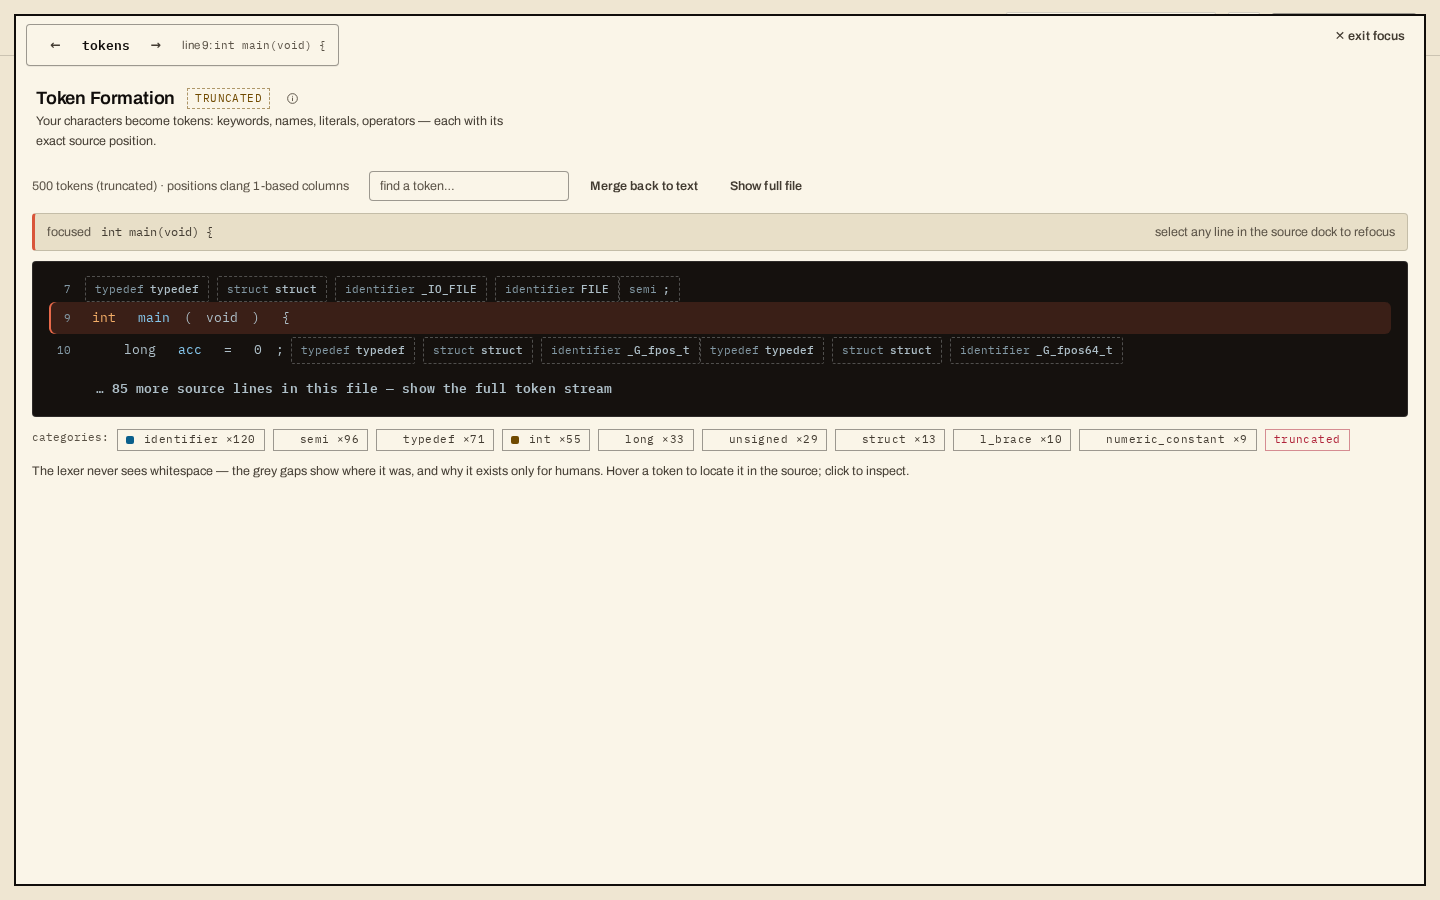 ← tokens → line 9: int main(void) {
✕ exit focus
Token Formation TRUNCATED
Your characters become tokens: keywords, names, literals, operators — each with its
exact source position.
500 tokens (truncated) · positions clang 1-based columns find a token... Merge back to text Show full file
focused int main(void) { select any line in the source dock to refocus
7 typedef typedef struct struct identifier _IO_FILE identifier FILE semi ;
9 int main ( void ) {
10 long acc = 0 ; typedef typedef struct struct identifier _G_fpos_t typedef typedef struct struct identifier _G_fpos64_t
… 85 more source lines in this file — show the full token stream
categories: identifier ×120 semi ×96 typedef ×71 int ×55 long ×33 unsigned ×29 struct ×13 l_brace ×10 numeric_constant ×9 truncated
The lexer never sees whitespace — the grey gaps show where it was, and why it exists only for humans. Hover a token to locate it in the source; click to inspect.